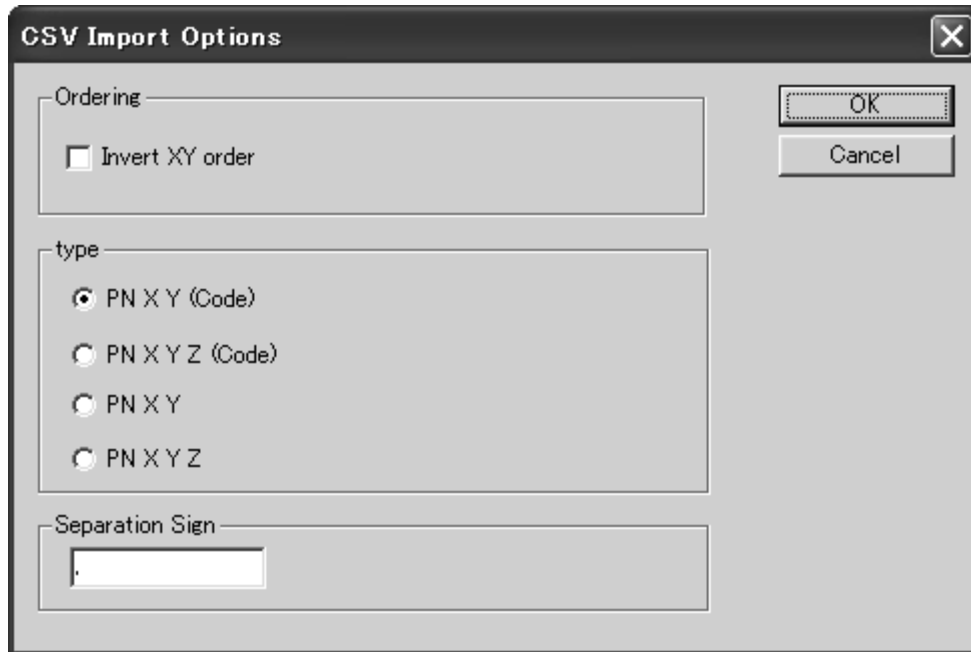 CSV Import Options
Ordering
OK
Invert XY order
Cancel
type
PN X Y (Code)
PN X Y Z (Code)
PN X Y
PN X Y Z
Separation Sign